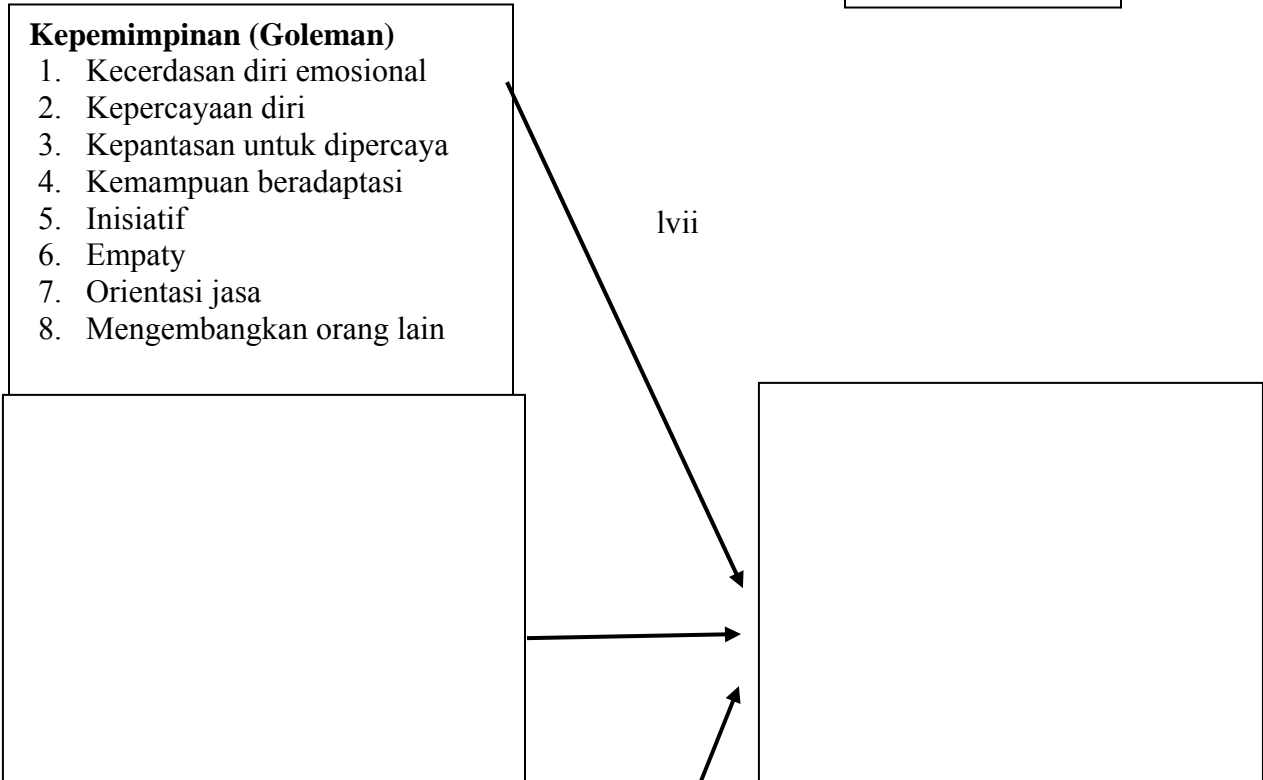 Kepemimpinan (Goleman)
1. Kecerdasan diri emosional
2. Kepercayaan diri
3. Kepantasan untuk dipercaya
4. Kemampuan beradaptasi
5. Inisiatif
6. Empaty
7. Orientasi jasa
8. Mengembangkan orang lain
lvii